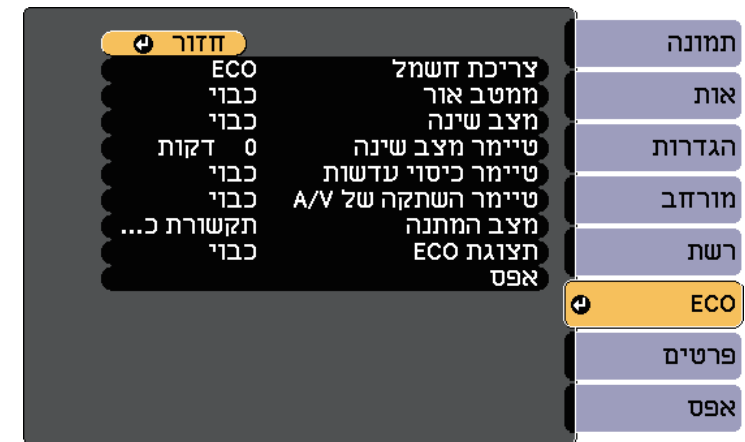 תמונה
אות
הגדרות
מורחב
רשת
ECO
פרטים
אפס
חזור
צריכת חשמל ECO
ממטב אור כבוי
מצב שינה כבוי
טיימר מצב שינה 0 דקות
טיימר כיסוי עדשות כבוי
טיימר השתקה של A/V כבוי
מצב המתנה תקשורת כ...
תצוגת ECO כבוי
אפס